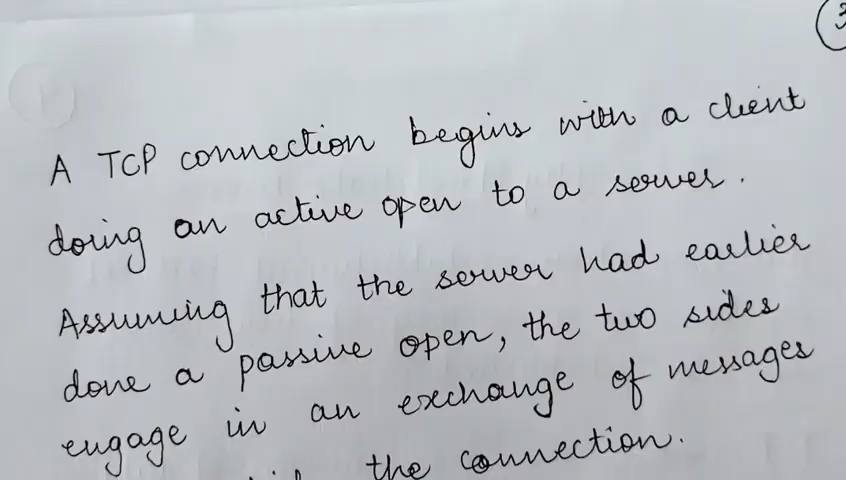 A TCP connection begins with a client
doing an active open to a server.
Assuming that the server had earlier
done a passive open, the two sides
engage in an exchange of messages
the connection.